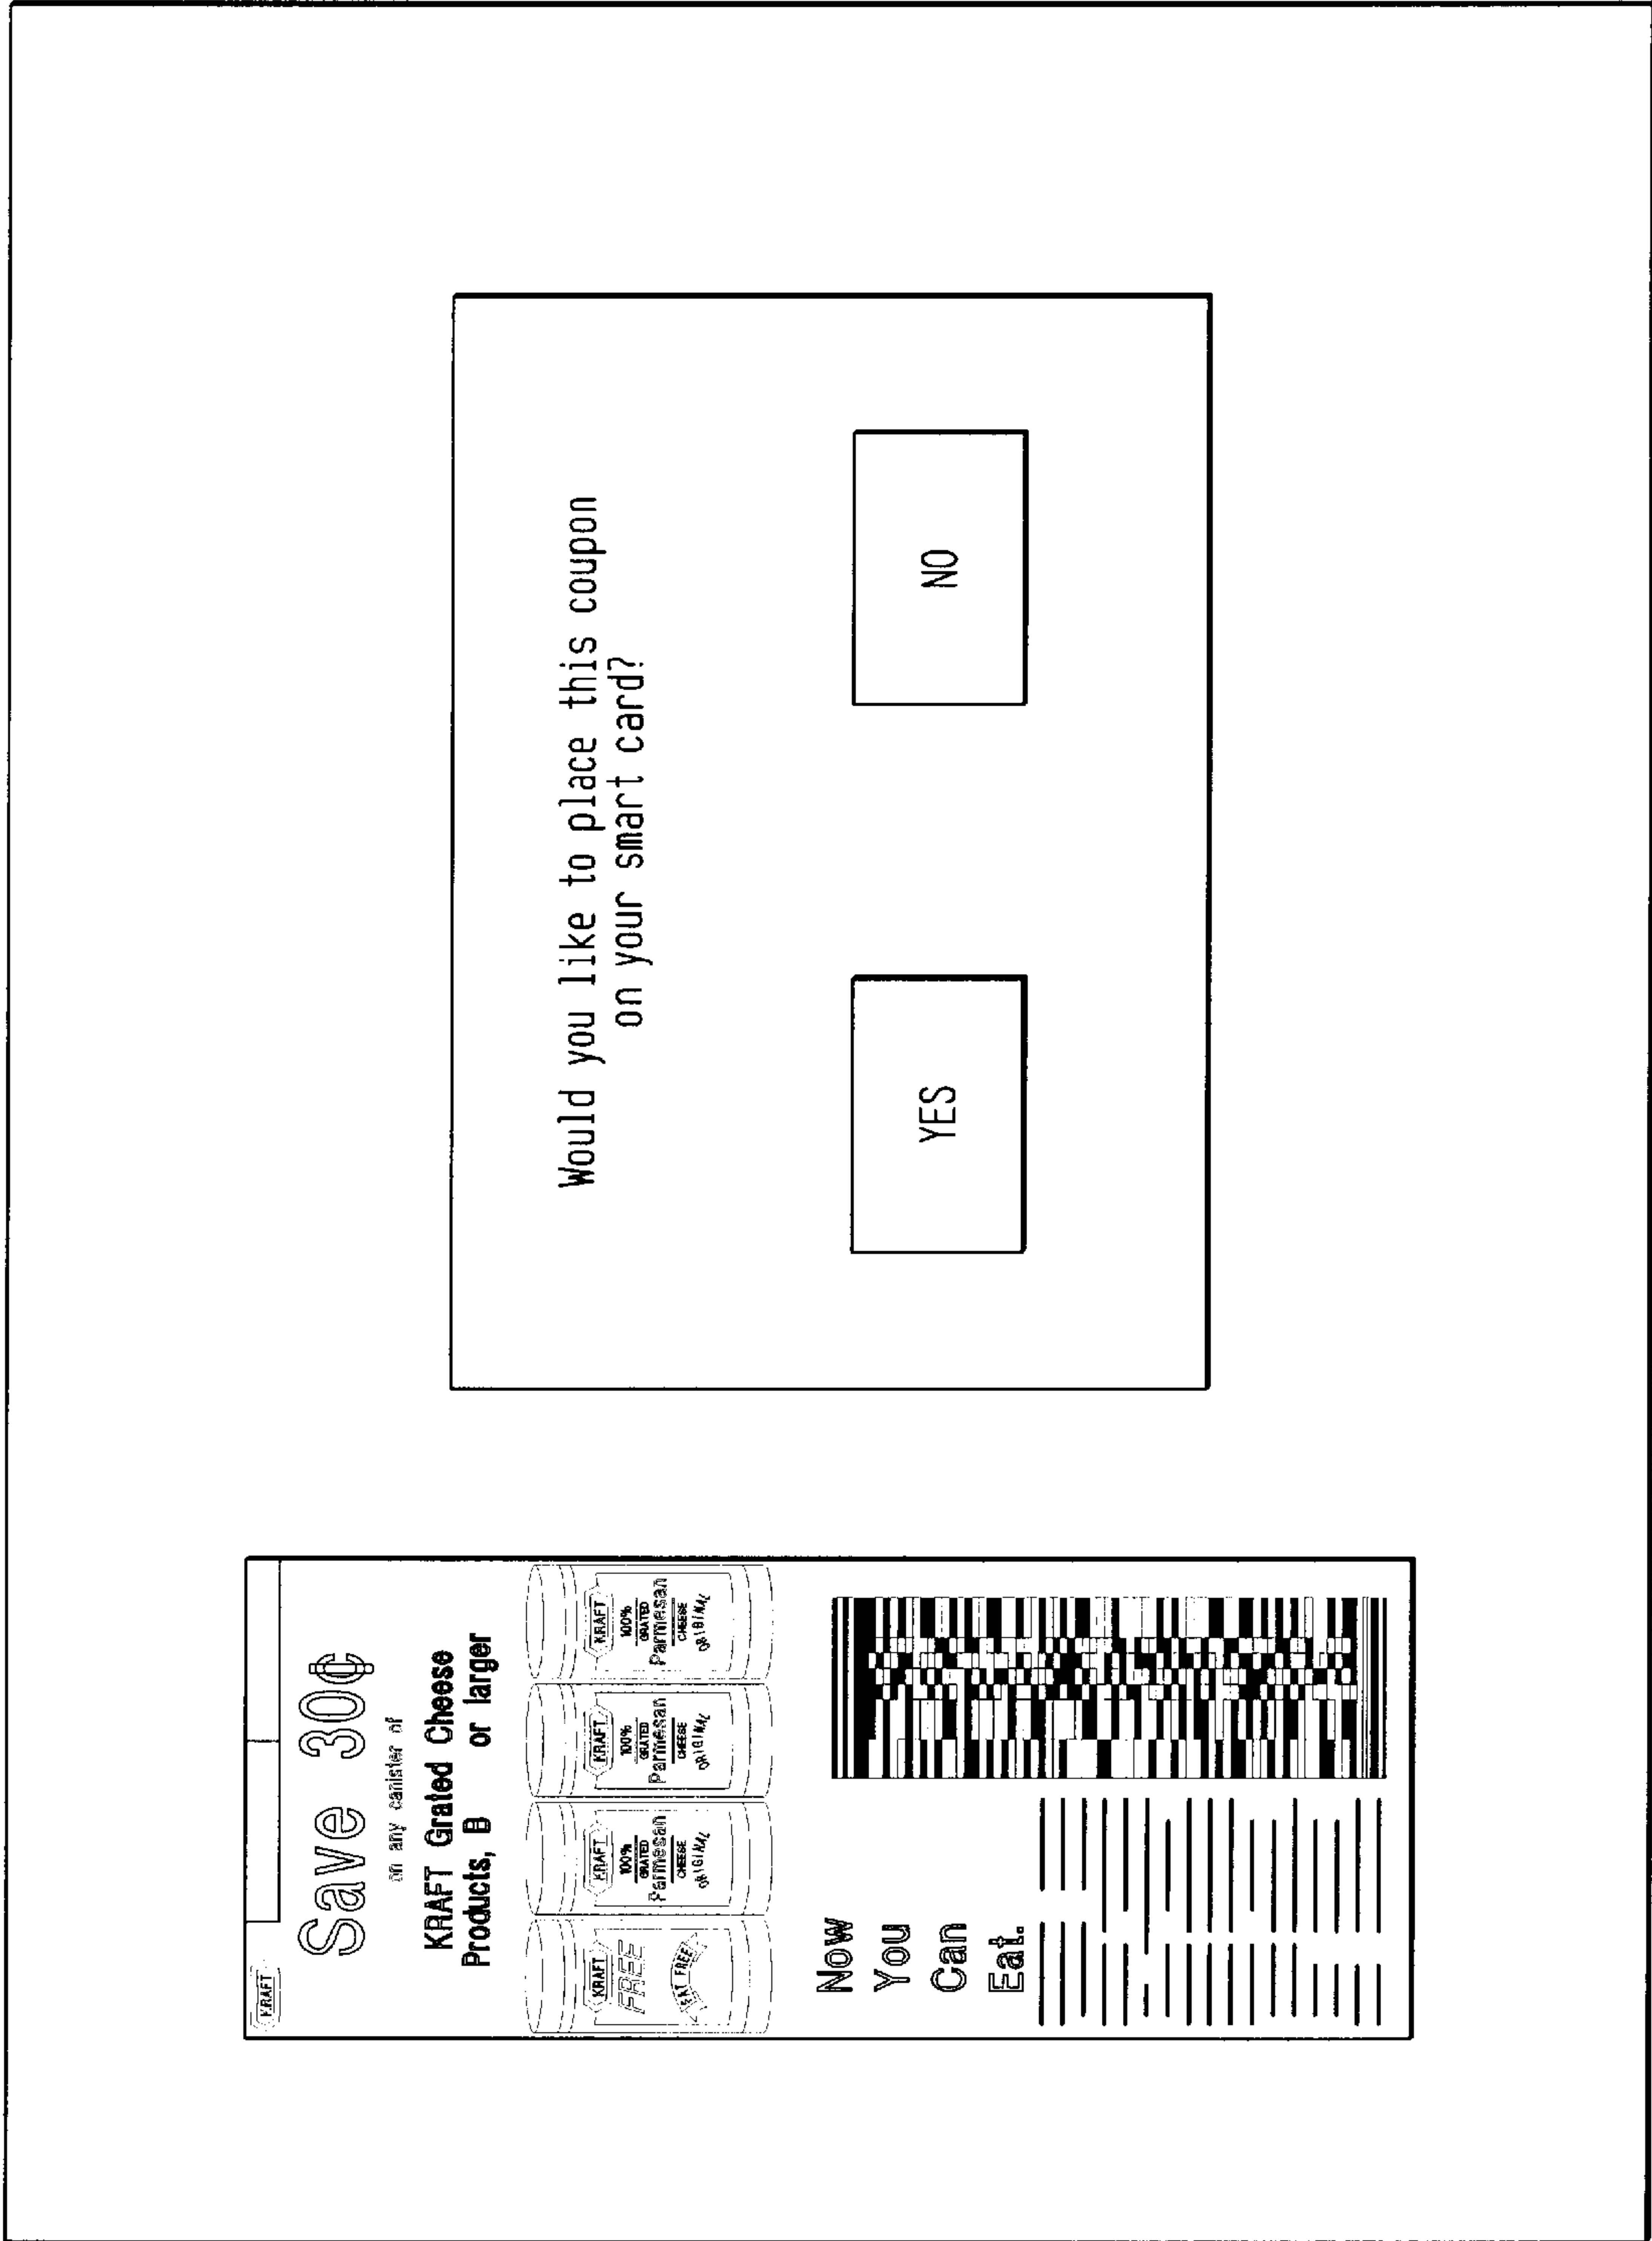 KRAFT
Save 30¢
on any canister of
KRAFT Grated Cheese
Products, B or larger
KRAFT
FREE
FAT FREE
KRAFT
100%
GRATED
Parmesan
CHEESE
ORIGINAL
KRAFT
100%
GRATED
Parmesan
CHEESE
ORIGINAL
KRAFT
100%
GRATED
Parmesan
CHEESE
ORIGINAL
Now
You
Can
Eat.
Would you like to place this coupon
on your smart card?
YES
NO